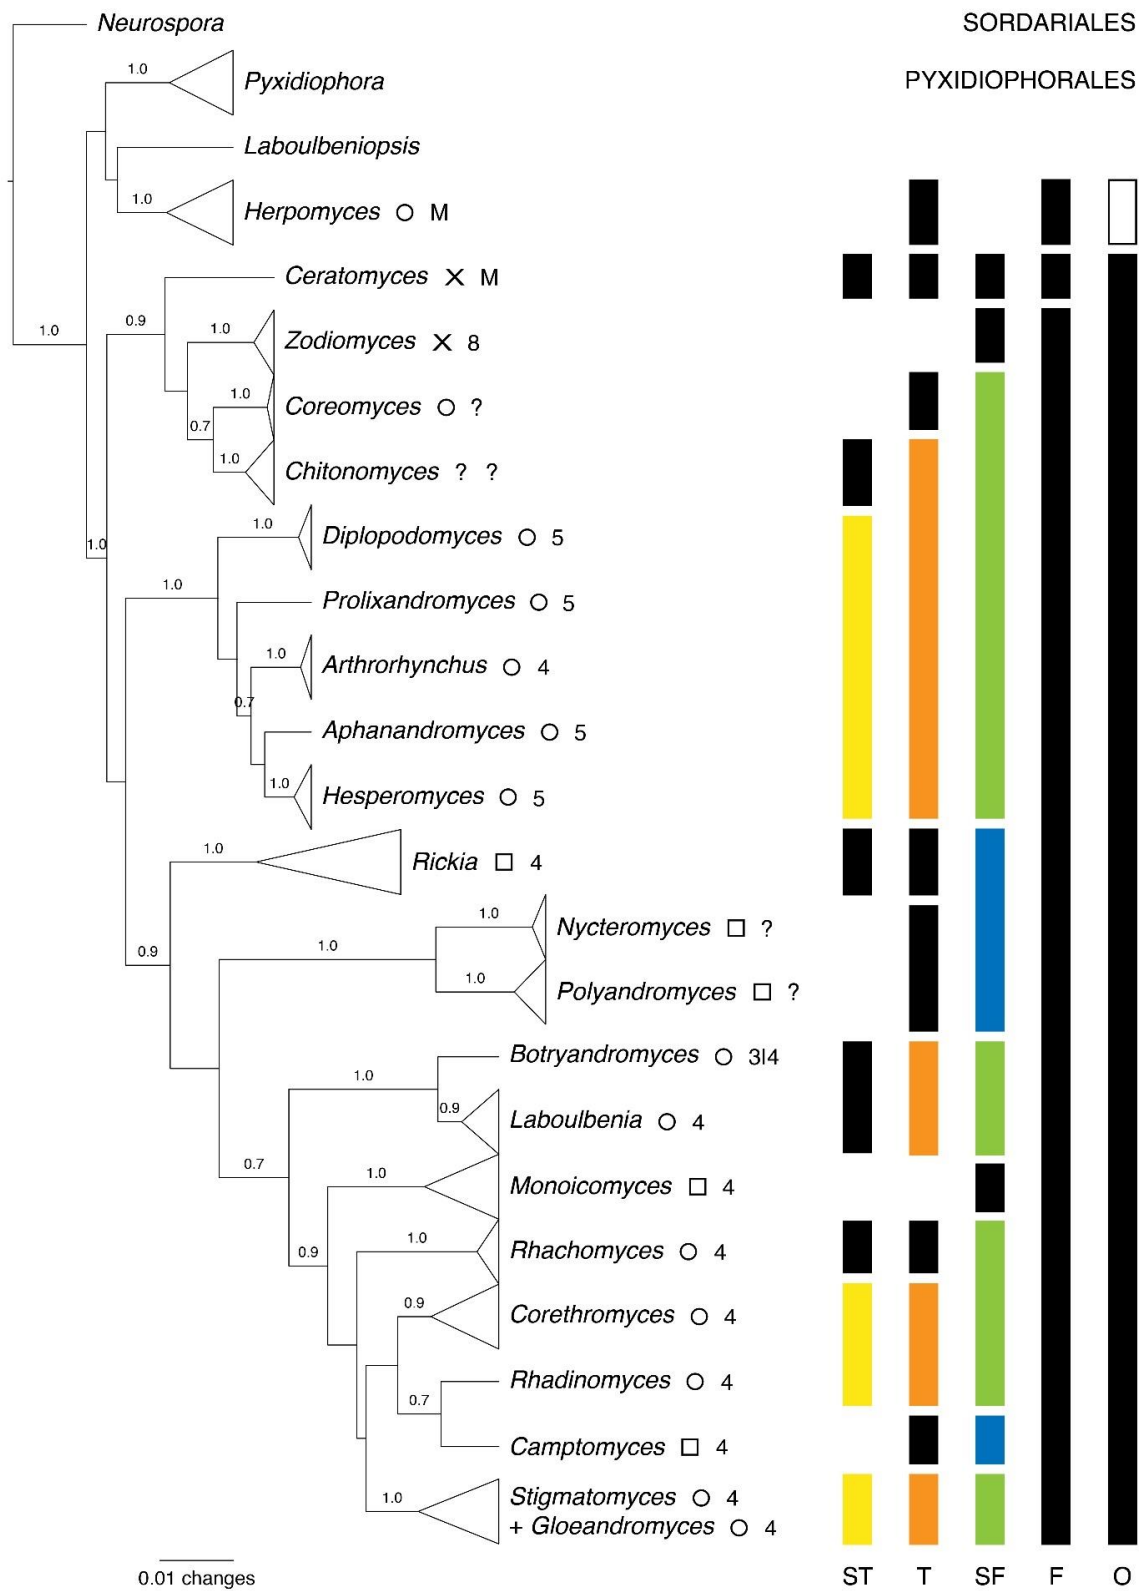 Neurospora SORDARIALES
1.0 Pyxidiophora PYXIDIOPHORALES
Laboulbeniopsis
1.0 Herpomyces M
Ceratomyces M
1.0 0.9 1.0 Zodiomyces 8
1.0 Coreomyces ?
0.7
1.0 Chitonomyces ? ?
1.0 Diplopodomyces 5
1.0
1.0 Prolixandromyces 5
1.0 Arthrorhynchus 4
0.7
Aphanandromyces 5
1.0 Hesperomyces 5
1.0 Rickia 4
1.0 Nycteromyces ?
0.9 1.0
1.0 Polyandromyces ?
Botryandromyces 3|4
1.0
0.9 Laboulbenia 4
0.7 1.0 Monoicomyces 4
0.9 1.0 Rhachomyces 4
0.9 Corethromyces 4
Rhadinomyces 4
0.7
Camptomyces 4
1.0 Stigmatomyces 4
+ Gloeandromyces 4
0.01 changes ST T SF F O